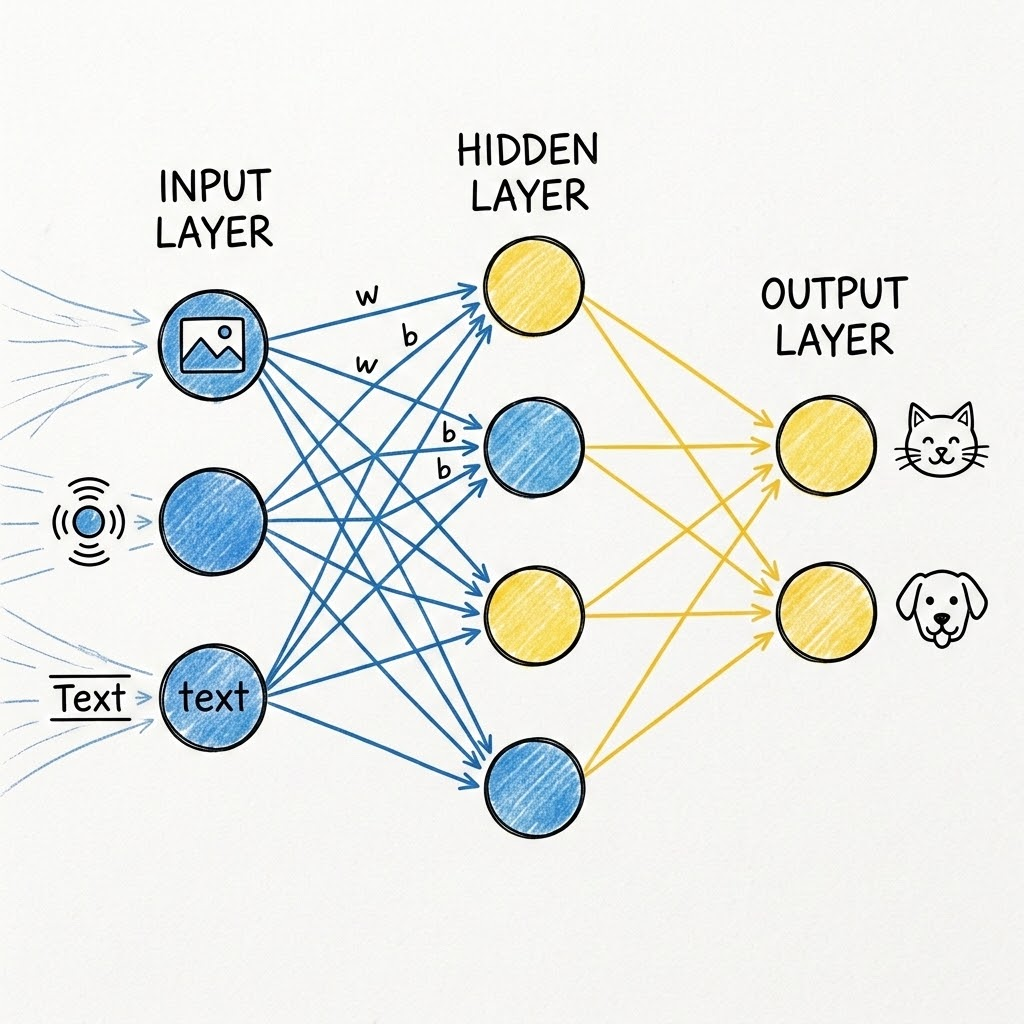 INPUT
LAYER
HIDDEN
LAYER
OUTPUT
LAYER
w
b
w
b
b
Text
text